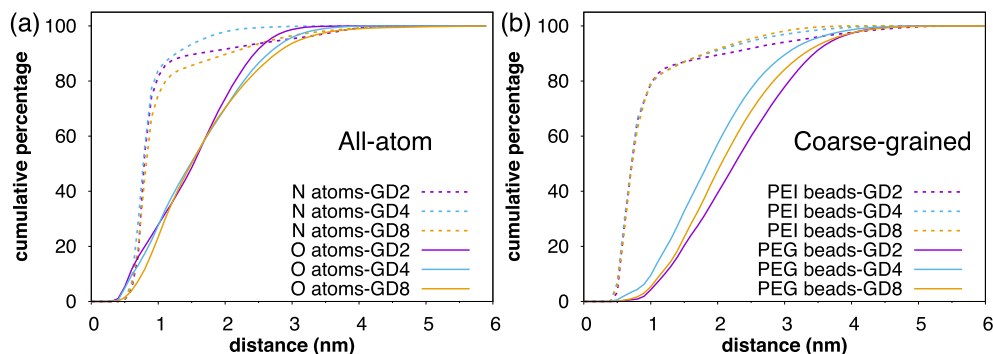 (a)
cumulative percentage
100
80
60
40
20
0
All-atom
N atoms-GD2
N atoms-GD4
N atoms-GD8
O atoms-GD2
O atoms-GD4
O atoms-GD8
0 1 2 3 4 5 6
distance (nm)
(b)
cumulative percentage
100
80
60
40
20
0
Coarse-grained
PEI beads-GD2
PEI beads-GD4
PEI beads-GD8
PEG beads-GD2
PEG beads-GD4
PEG beads-GD8
0 1 2 3 4 5 6
distance (nm)